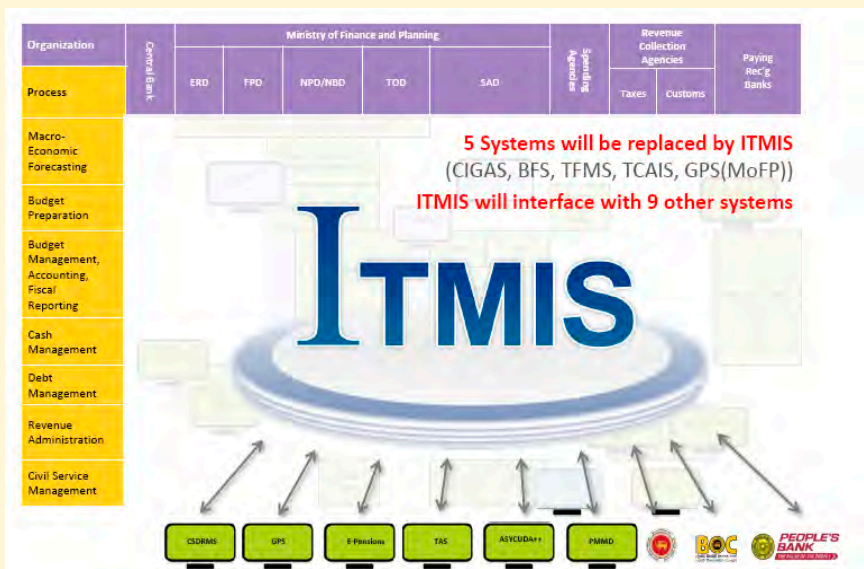 Organization
Central Bank
Ministry of Finance and Planning
Spending
Agencies
Revenue
Collection
Agencies
Paying
Rec'g
Banks
Process
ERD
FPD
NPD/NBD
TOD
SAD
Taxes
Customs
Macro-
Economic
Forecasting
5 Systems will be replaced by ITMIS
(CIGAS, BFS, TFMS, TCAIS, GPS(MoFP))
ITMIS will interface with 9 other systems
Budget
Preparation
Budget
Management,
Accounting,
Fiscal
Reporting
ITMIS
Cash
Management
Debt
Management
Revenue
Administration
Civil Service
Management
CSDRMS
GPS
E-Pensions
TAS
ASYCUDA++
PMMD
BOC
PEOPLE'S
BANK